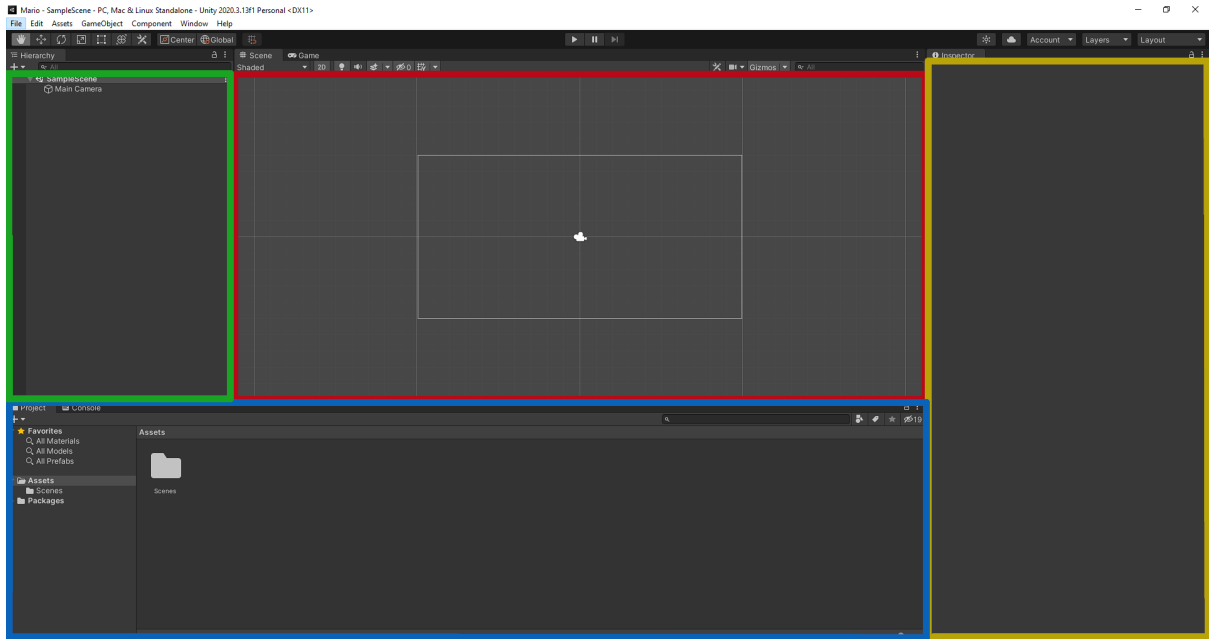 Mario - SampleScene - PC, Mac & Linux Standalone - Unity 2020.3.13f1 Personal <DX11>
File Edit Assets GameObject Component Window Help
Center Global Account Layers Layout
Hierarchy Scene Game Inspector
All Shaded 2D 0 Gizmos All
SampleScene
Main Camera
Project Console
19
Favorites
Assets
All Materials
All Models
All Prefabs
Assets
Scenes
Scenes
Packages